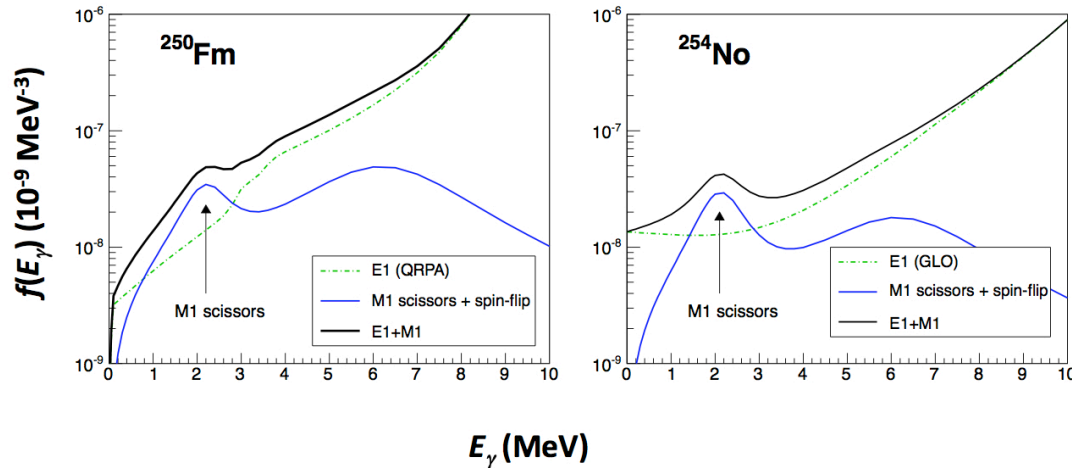 f(Eγ) (10⁻⁹ MeV⁻³)
²⁵⁰Fm
10⁻⁶
10⁻⁷
10⁻⁸
10⁻⁹
E1 (QRPA)
M1 scissors + spin-flip
E1+M1
M1 scissors
0 1 2 3 4 5 6 7 8 9 10
²⁵⁴No
10⁻⁶
10⁻⁷
10⁻⁸
10⁻⁹
E1 (GLO)
M1 scissors + spin-flip
E1+M1
M1 scissors
0 1 2 3 4 5 6 7 8 9 10
Eγ (MeV)